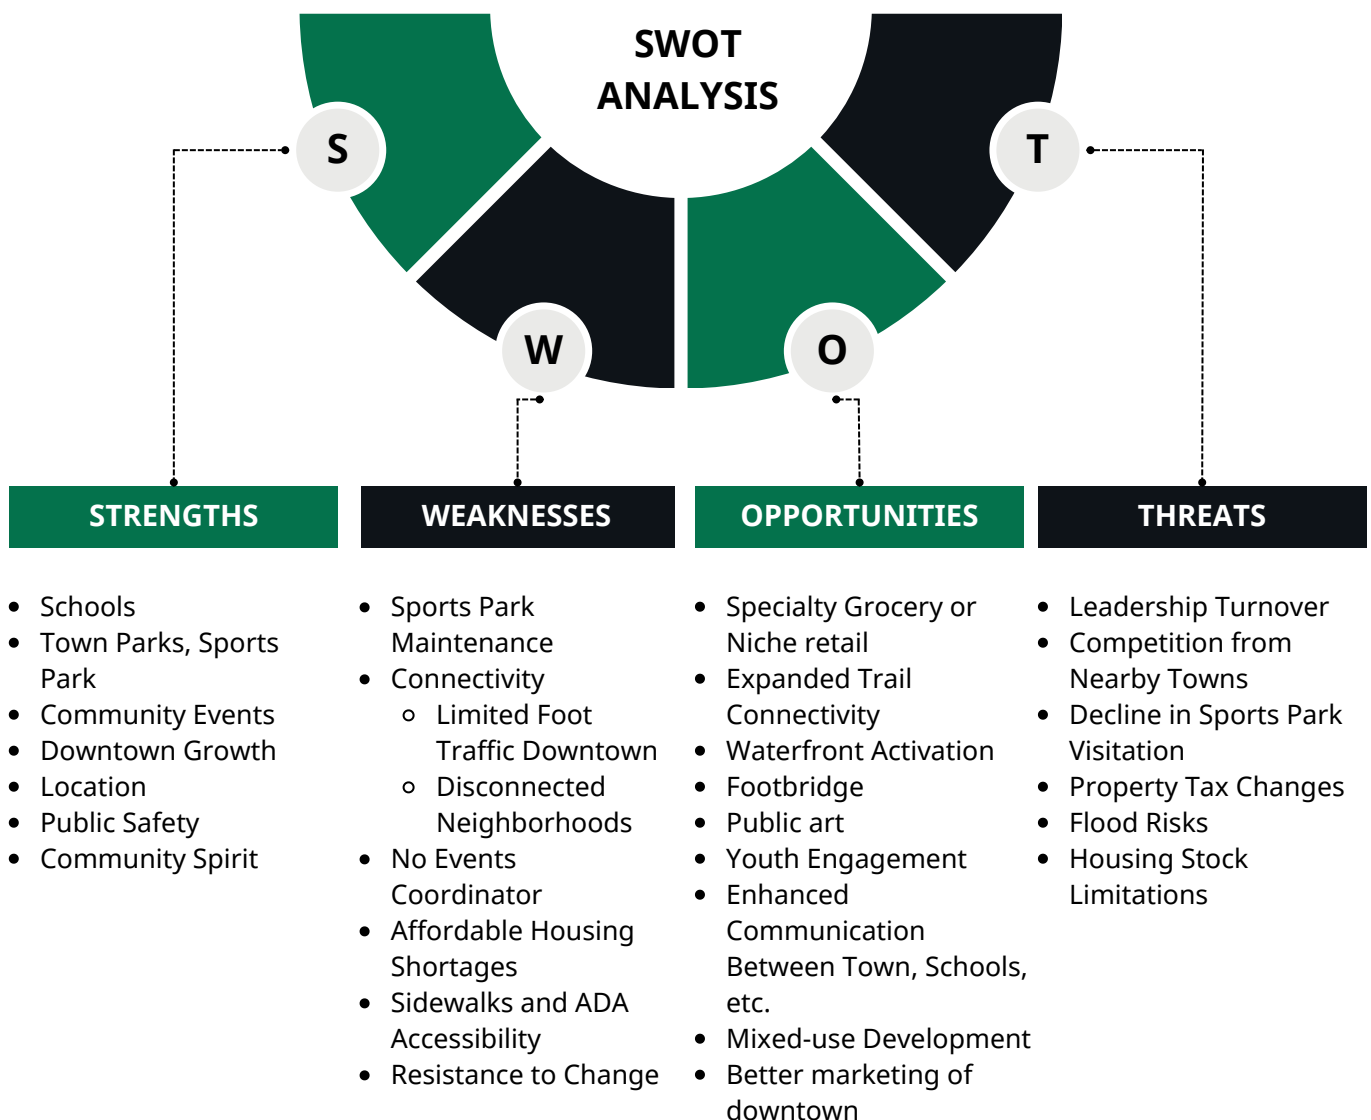 SWOT
ANALYSIS
S
T
W
O
STRENGTHS
Schools
Town Parks, Sports
Park
Community Events
Downtown Growth
Location
Public Safety
Community Spirit
WEAKNESSES
Sports Park
Maintenance
Connectivity
Limited Foot
Traffic Downtown
Disconnected
Neighborhoods
No Events
Coordinator
Affordable Housing
Shortages
Sidewalks and ADA
Accessibility
Resistance to Change
OPPORTUNITIES
Specialty Grocery or
Niche retail
Expanded Trail
Connectivity
Waterfront Activation
Footbridge
Public art
Youth Engagement
Enhanced
Communication
Between Town, Schools,
etc.
Mixed-use Development
Better marketing of
downtown
THREATS
Leadership Turnover
Competition from
Nearby Towns
Decline in Sports Park
Visitation
Property Tax Changes
Flood Risks
Housing Stock
Limitations